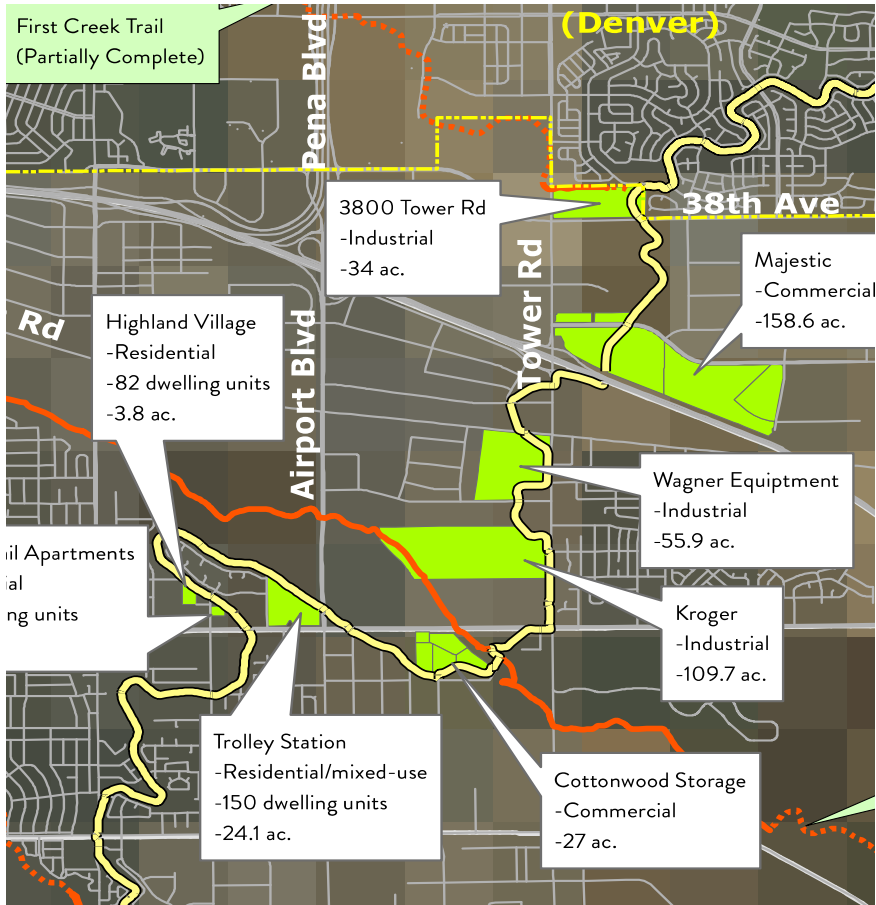 First Creek Trail
(Partially Complete)
(Denver)
Pena Blvd
3800 Tower Rd
-Industrial
-34 ac.
38th Ave
Majestic
-Commercial
-158.6 ac.
Tower Rd
Rd
Highland Village
-Residential
-82 dwelling units
-3.8 ac.
Airport Blvd
Wagner Equiptment
-Industrial
-55.9 ac.
Apartments
units
Kroger
-Industrial
-109.7 ac.
Trolley Station
-Residential/mixed-use
-150 dwelling units
-24.1 ac.
Cottonwood Storage
-Commercial
-27 ac.